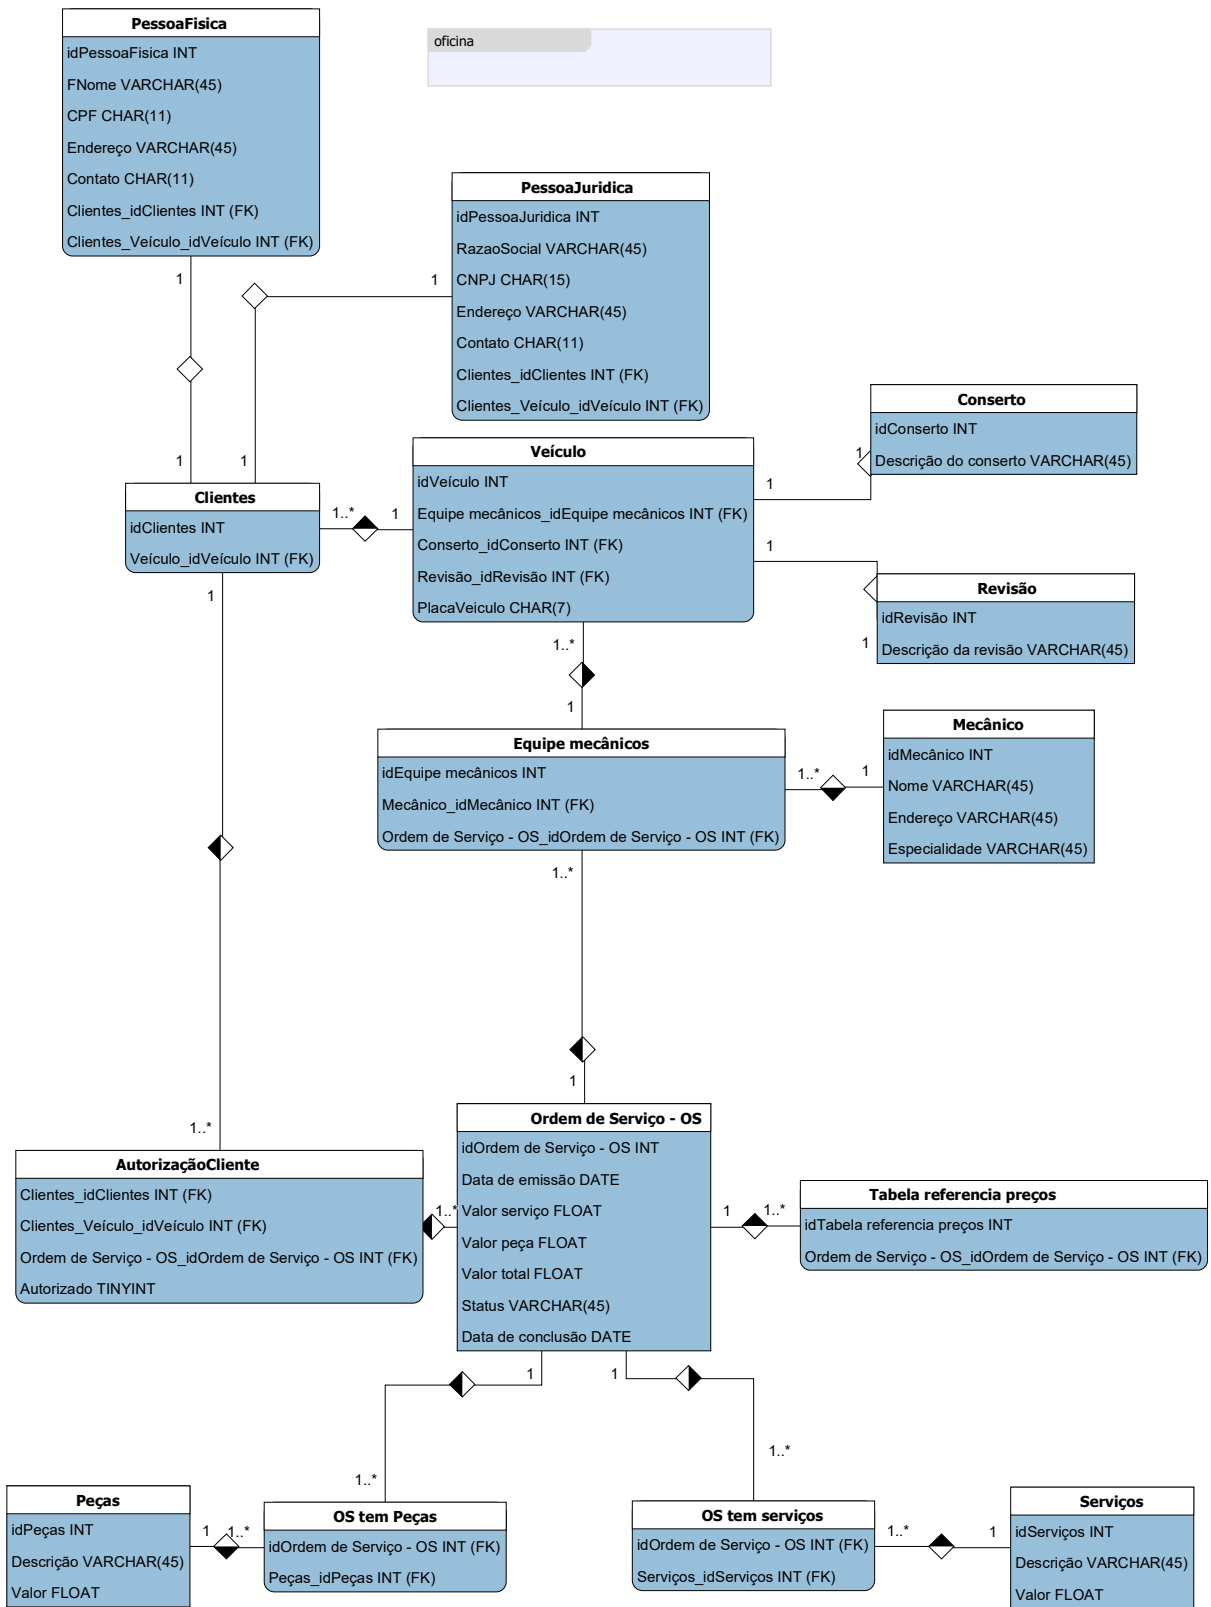 PessoaFisica
idPessoaFisica INT
FNome VARCHAR(45)
CPF CHAR(11)
Endereço VARCHAR(45)
Contato CHAR(11)
Clientes_idClientes INT (FK)
Clientes_Veículo_idVeículo INT (FK)
oficina
PessoaJuridica
idPessoaJuridica INT
RazaoSocial VARCHAR(45)
CNPJ CHAR(15)
Endereço VARCHAR(45)
Contato CHAR(11)
Clientes_idClientes INT (FK)
Clientes_Veículo_idVeículo INT (FK)
1
1
1
1
Conserto
idConserto INT
Descrição do conserto VARCHAR(45)
Veículo
idVeículo INT
Equipe mecânicos_idEquipe mecânicos INT (FK)
Conserto_idConserto INT (FK)
Revisão_idRevisão INT (FK)
PlacaVeiculo CHAR(7)
1
1
Clientes
idClientes INT
Veículo_idVeículo INT (FK)
1..*
1
1
1
Revisão
idRevisão INT
Descrição da revisão VARCHAR(45)
1
1..*
1
Equipe mecânicos
idEquipe mecânicos INT
Mecânico_idMecânico INT (FK)
Ordem de Serviço - OS_idOrdem de Serviço - OS INT (FK)
1..*
1
Mecânico
idMecânico INT
Nome VARCHAR(45)
Endereço VARCHAR(45)
Especialidade VARCHAR(45)
1..*
1
1..*
AutorizaçãoCliente
Clientes_idClientes INT (FK)
Clientes_Veículo_idVeículo INT (FK)
Ordem de Serviço - OS_idOrdem de Serviço - OS INT (FK)
Autorizado TINYINT
1..*
Ordem de Serviço - OS
idOrdem de Serviço - OS INT
Data de emissão DATE
Valor serviço FLOAT
Valor peça FLOAT
Valor total FLOAT
Status VARCHAR(45)
Data de conclusão DATE
1
1..*
Tabela referencia preços
idTabela referencia preços INT
Ordem de Serviço - OS_idOrdem de Serviço - OS INT (FK)
1
1
1..*
1..*
Peças
idPeças INT
Descrição VARCHAR(45)
Valor FLOAT
1
1..*
OS tem Peças
idOrdem de Serviço - OS INT (FK)
Peças_idPeças INT (FK)
OS tem serviços
idOrdem de Serviço - OS INT (FK)
Serviços_idServiços INT (FK)
1..*
1
Serviços
idServiços INT
Descrição VARCHAR(45)
Valor FLOAT